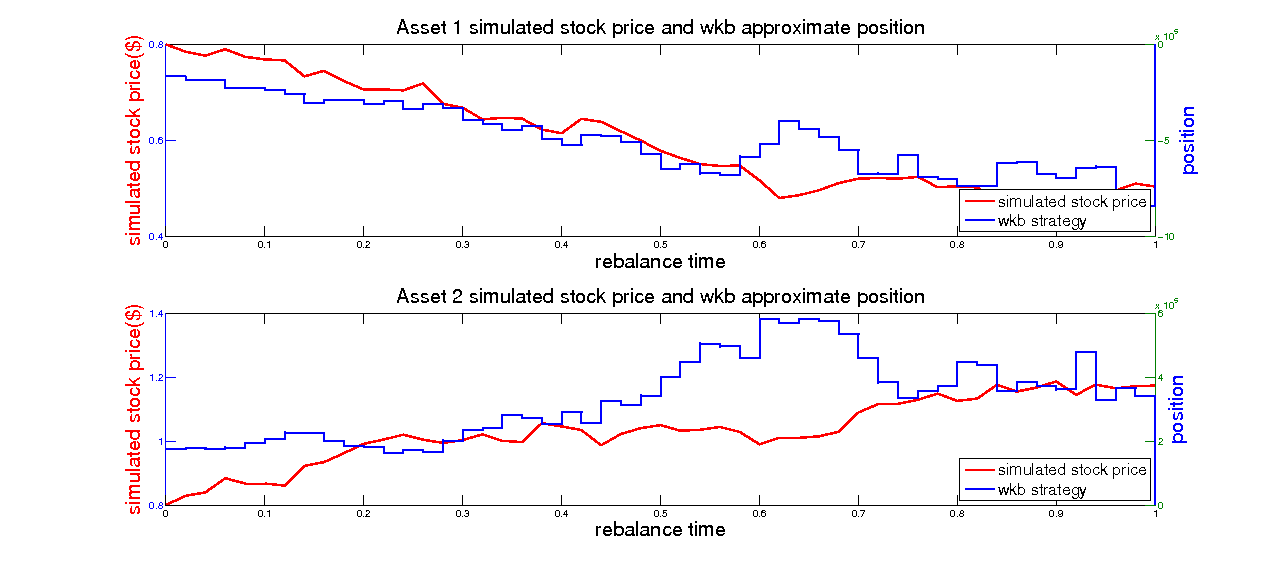 Asset 1 simulated stock price and wkb approximate position
x 10^5
simulated stock price($)
0.8
0.6
0.4
0
-5
-10
position
simulated stock price
wkb strategy
0 0.1 0.2 0.3 0.4 0.5 0.6 0.7 0.8 0.9 1
rebalance time
Asset 2 simulated stock price and wkb approximate position
x 10^5
simulated stock price($)
1.4
1.2
1
0.8
6
4
2
0
position
simulated stock price
wkb strategy
0 0.1 0.2 0.3 0.4 0.5 0.6 0.7 0.8 0.9 1
rebalance time